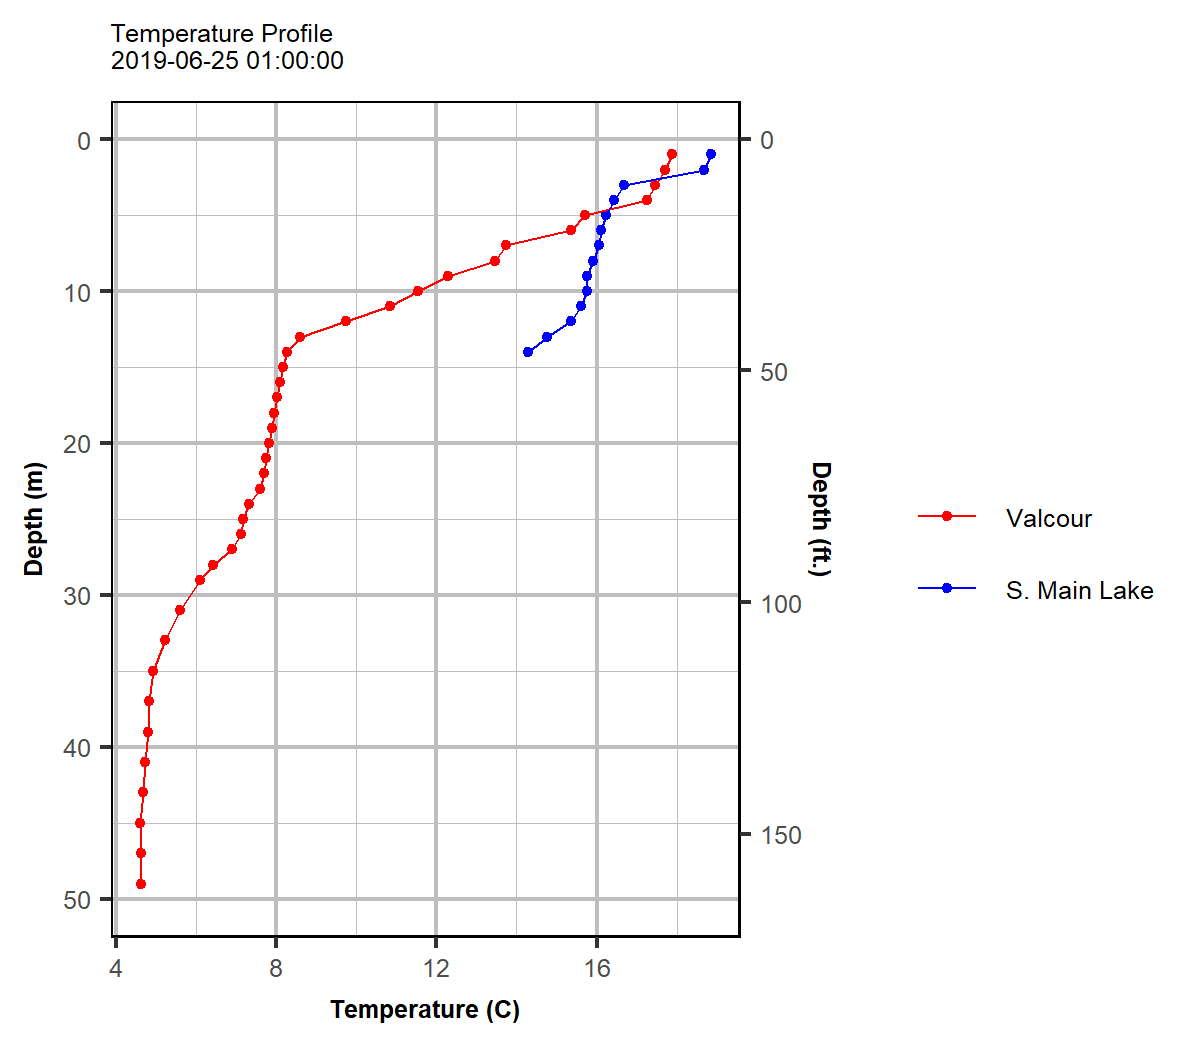 Temperature Profile
2019-06-25 01:00:00
0
10
20
30
40
50
Depth (m)
0
50
100
150
Depth (ft.)
4 8 12 16
Temperature (C)
Valcour
S. Main Lake